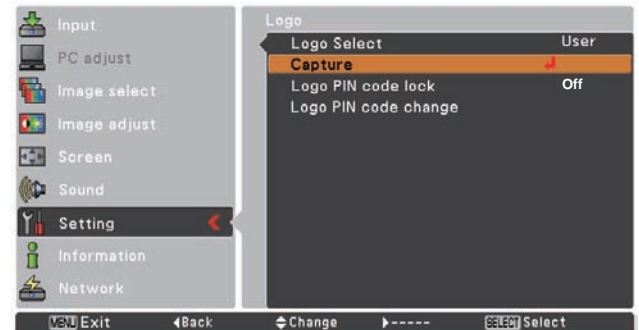 Input
PC adjust
Image select
Image adjust
Screen
Sound
Setting
Information
Network
Logo
Logo Select User
Capture
Logo PIN code lock Off
Logo PIN code change
MENU Exit Back Change ----- SELECT Select